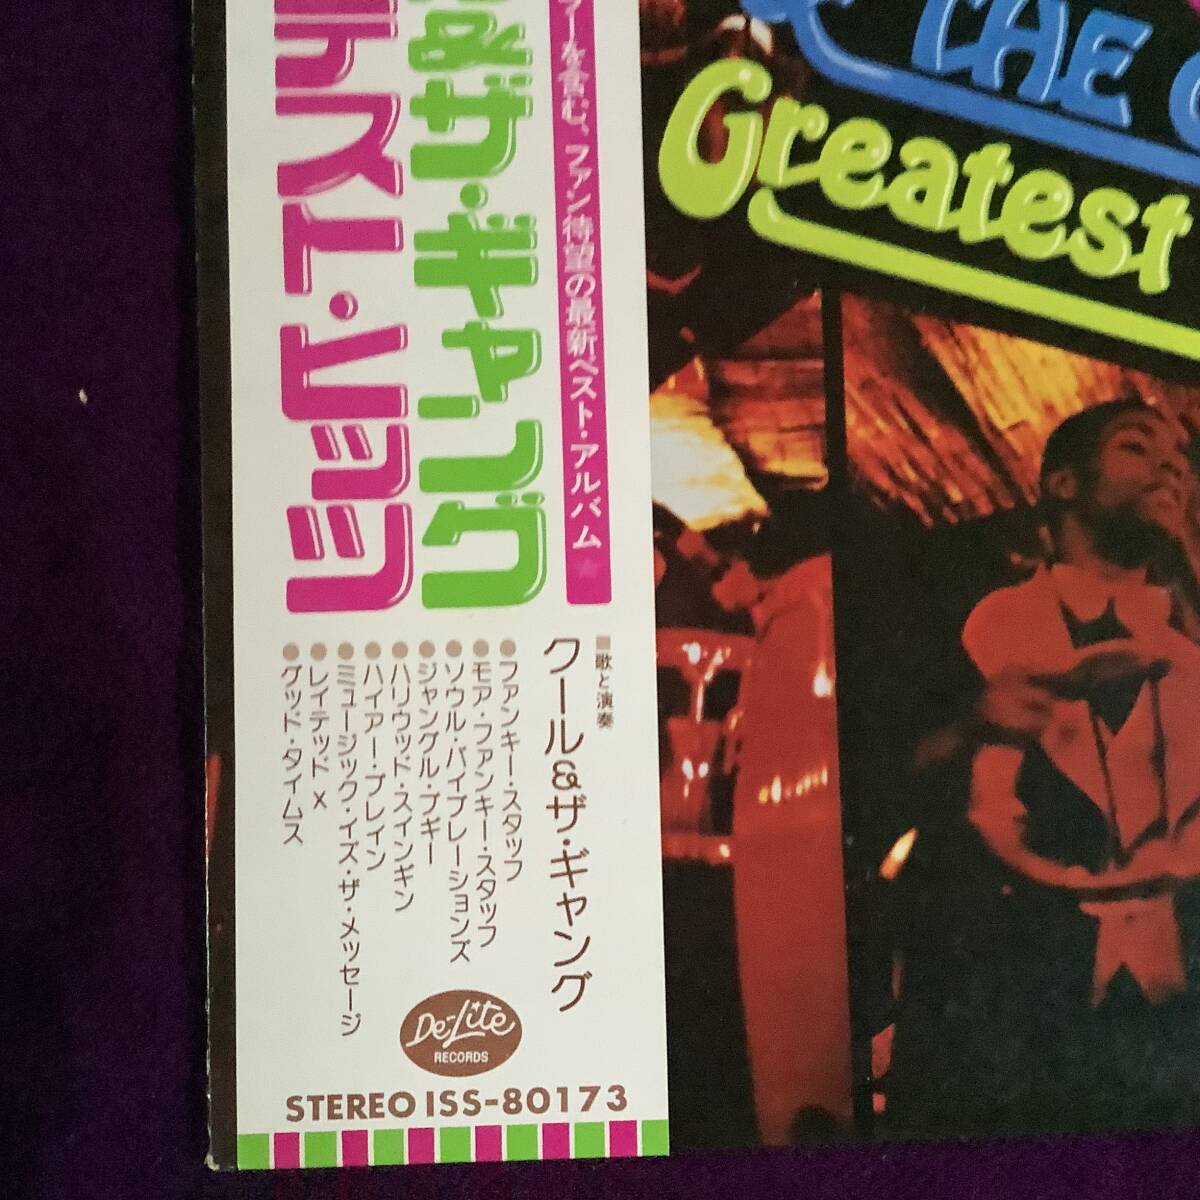 THE
Greatest
ーを含む、ファン待望の最新ベスト・アルバム★
&ザ・ギャング
テスト・ヒッツ
■歌と演奏
クール&ザ・ギャング
●ファンキー・スタッフ
●モア・ファンキー・スタッフ
●ソウル・バイブレーションズ
●ジャングル・ブギー
●ハリウッド・スインギン
●ハイアー・プレイン
●ミュージック・イズ・ザ・メッセージ
●レイテッドX
●グッド・タイムス
De-Lite
RECORDS
STEREO ISS-80173